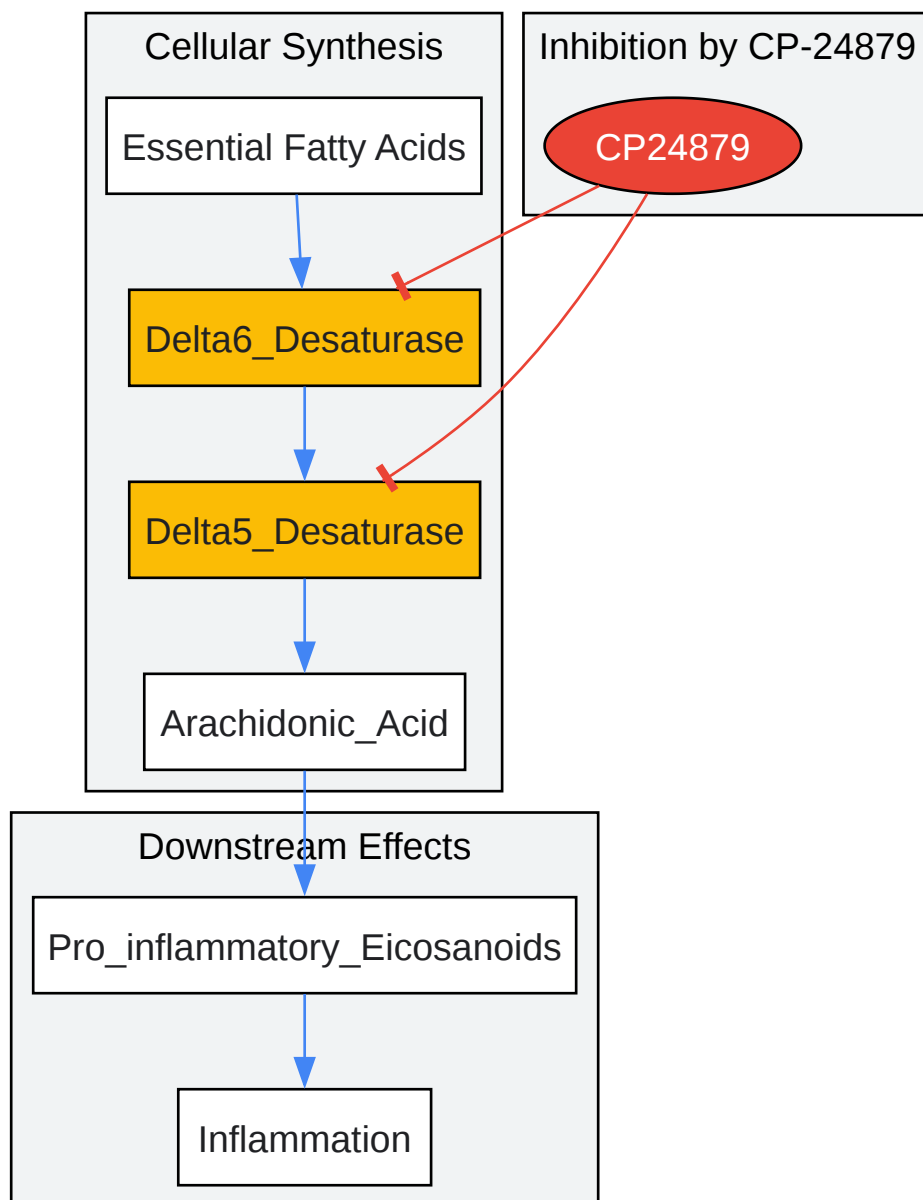 Cellular Synthesis
Inhibition by CP-24879
Essential Fatty Acids
CP24879
Delta6_Desaturase
Delta5_Desaturase
Arachidonic_Acid
Downstream Effects
Pro_inflammatory_Eicosanoids
Inflammation